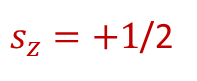 s_z = +1/2